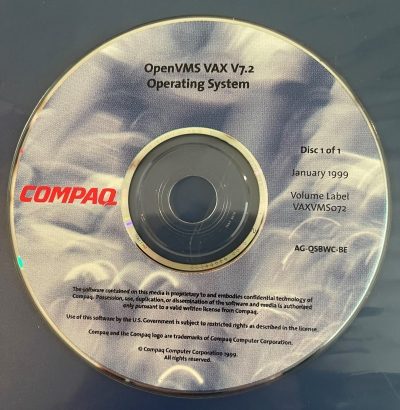 OpenVMS VAX V7.2
Operating System
Disc 1 of 1
January 1999
COMPAQ
Volume Label
VAXVMS072
AG-QSBWC-BE
The software contained on this media is proprietary to and embodies confidential technology of
Compaq. Possession, use, duplication, or dissemination of the software and media is authorized
only pursuant to a valid written license from Compaq.
Use of this software by the U.S. Government is subject to restricted rights as described in the license.
Compaq and the Compaq logo are trademarks of Compaq Computer Corporation.
© Compaq Computer Corporation 1999.
All rights reserved.